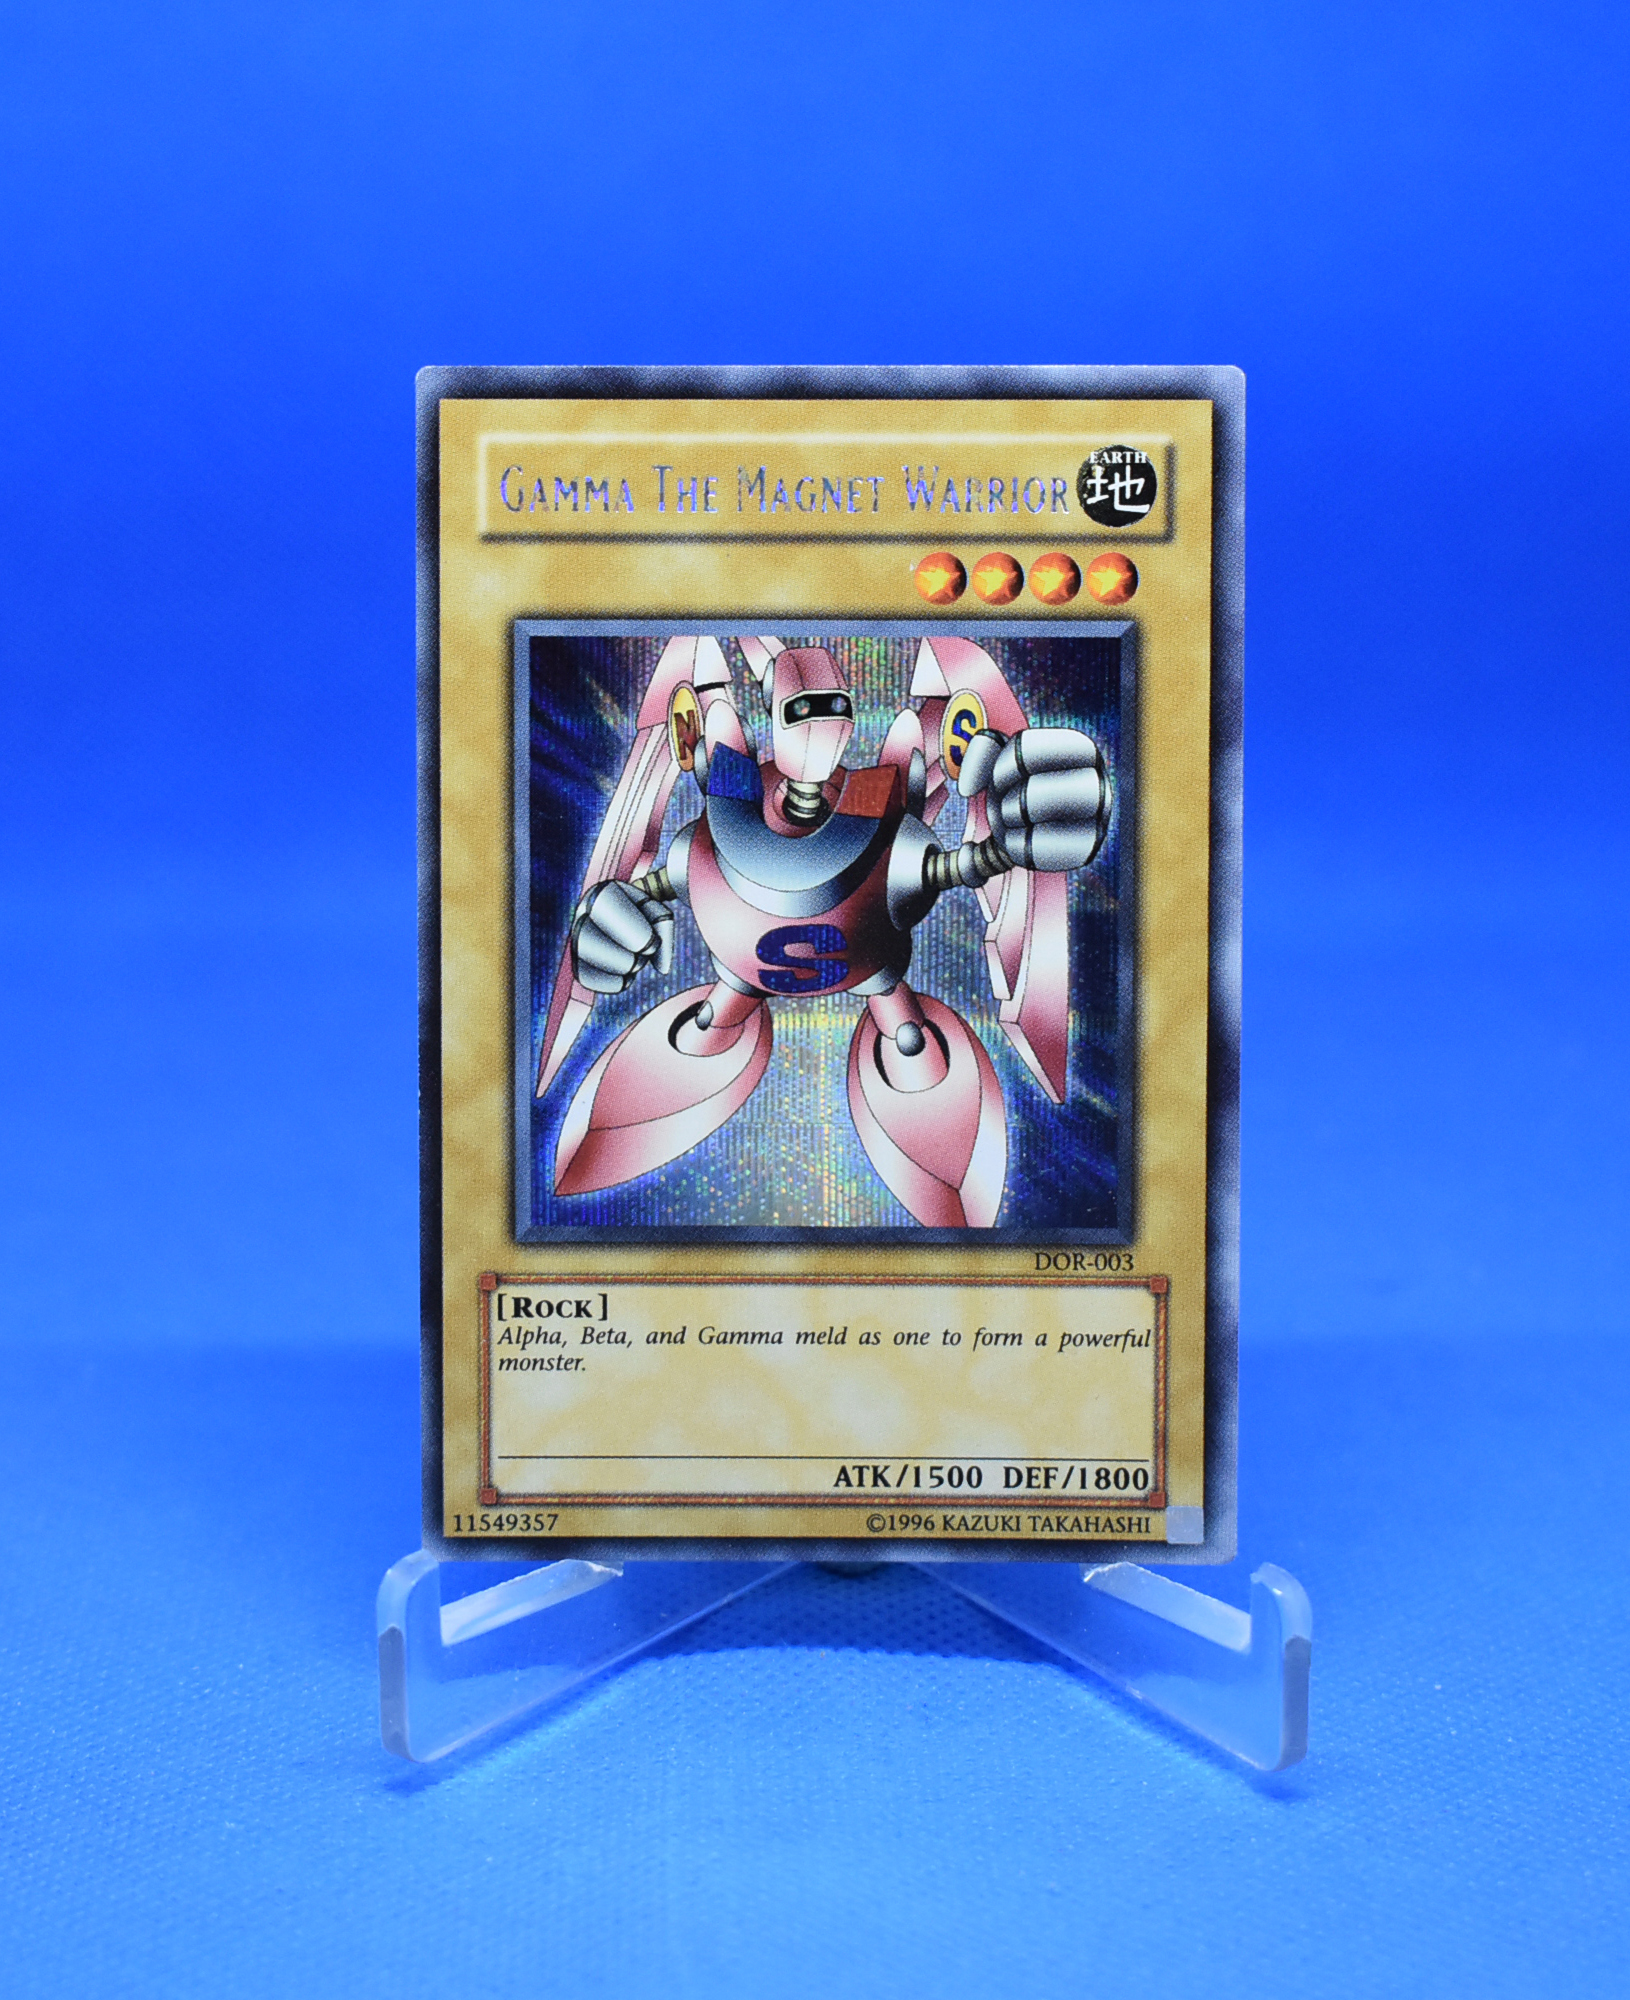 GAMMA THE MAGNET WARRIOR
EARTH
地
N
S
S
DOR-003
[ROCK]
Alpha, Beta, and Gamma meld as one to form a powerful
monster.
ATK/1500 DEF/1800
11549357
©1996 KAZUKI TAKAHASHI